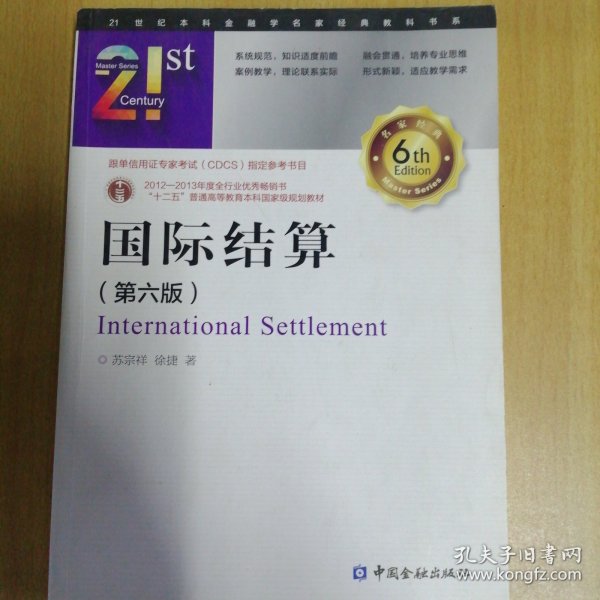 21世纪本科金融学名家经典教科书系
Master Series
21st
Century
系统规范，知识适度前瞻 融会贯通，培养专业思维
案例教学，理论联系实际 形式新颖，适应教学需求
名家经典
6th
Edition
Master Series
跟单信用证专家考试（CDCS）指定参考书目
十二五
2012—2013年度全行业优秀畅销书
“十二五”普通高等教育本科国家级规划教材
国际结算
（第六版）
International Settlement
苏宗祥 徐捷 著
中国金融出版社
孔夫子旧书网
www.kongfz.com